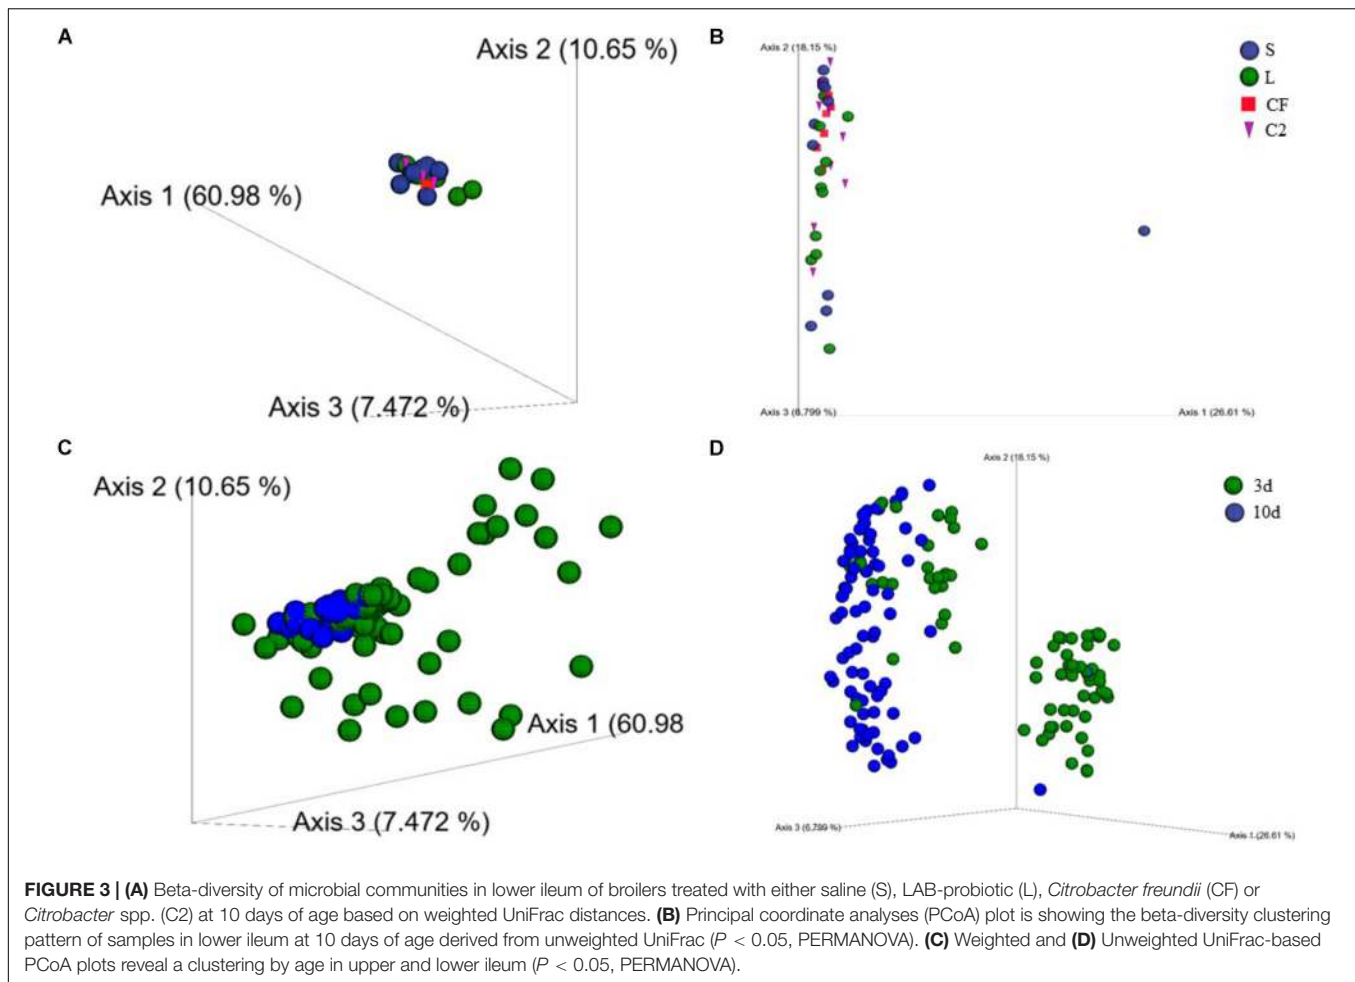 A
Axis 2 (10.65 %)
Axis 1 (60.98 %)
Axis 3 (7.472 %)
B
Axis 2 (18.15 %)
S
L
CF
C2
Axis 3 (6.799 %)
Axis 1 (26.61 %)
C
Axis 2 (10.65 %)
Axis 1 (60.98
Axis 3 (7.472 %)
D
Axis 2 (18.15 %)
3d
10d
Axis 3 (6.799 %)
Axis 1 (26.61 %)
FIGURE 3 | (A) Beta-diversity of microbial communities in lower ileum of broilers treated with either saline (S), LAB-probiotic (L), Citrobacter freundii (CF) or
Citrobacter spp. (C2) at 10 days of age based on weighted UniFrac distances. (B) Principal coordinate analyses (PCoA) plot is showing the beta-diversity clustering
pattern of samples in lower ileum at 10 days of age derived from unweighted UniFrac (P < 0.05, PERMANOVA). (C) Weighted and (D) Unweighted UniFrac-based
PCoA plots reveal a clustering by age in upper and lower ileum (P < 0.05, PERMANOVA).